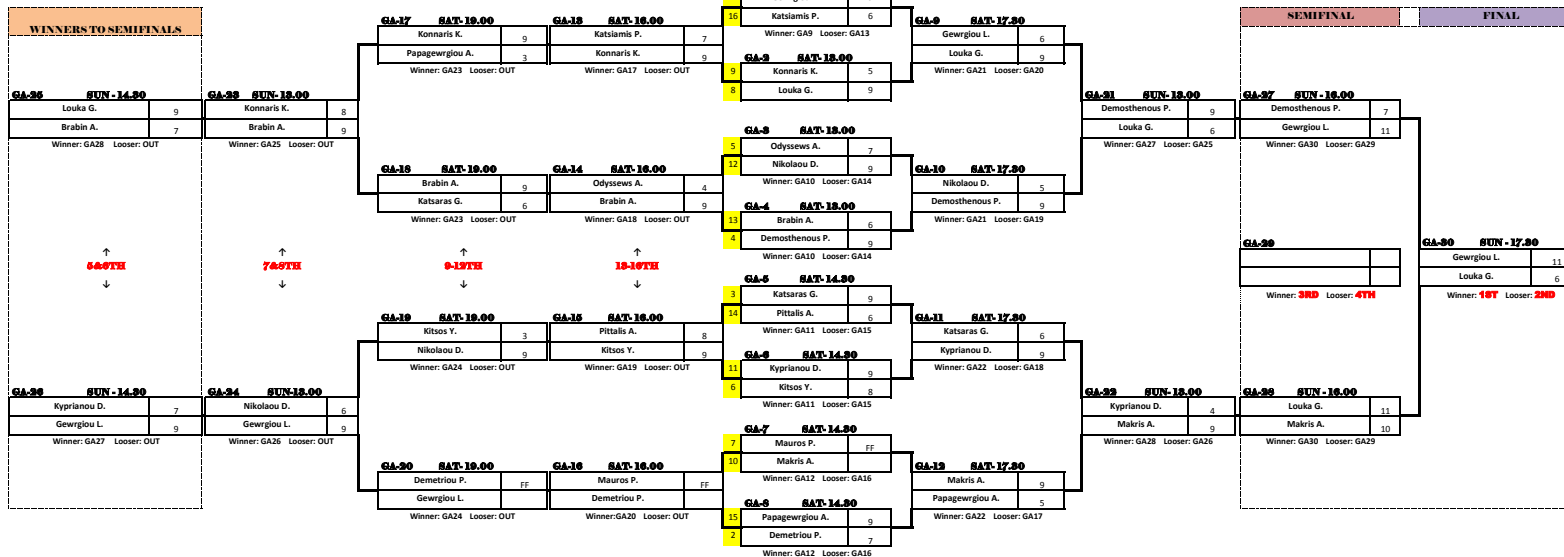 WINNERS TO SEMIFINALS
GA-25 SUN - 14.30
Louka G. 9
Brabin A. 7
Winner: GA28 Looser: OUT
5&6TH
GA-26 SUN - 14.30
Kyprianou D. 7
Gewrgiou L. 9
Winner: GA27 Looser: OUT
GA-23 SUN- 13.00
Konnaris K. 8
Brabin A. 9
Winner: GA25 Looser: OUT
↑
7&8TH
↓
GA-24 SUN-13.00
Nikolaou D. 6
Gewrgiou L. 9
Winner: GA26 Looser: OUT
GA-17 SAT- 19.00
Konnaris K. 9
Papagewrgiou A. 3
Winner: GA23 Looser: OUT
GA-18 SAT- 19.00
Brabin A. 9
Katsaras G. 6
Winner: GA23 Looser: OUT
↑
9-12TH
↓
GA-19 SAT- 19.00
Kitsos Y. 3
Nikolaou D. 9
Winner: GA24 Looser: OUT
GA-20 SAT- 19.00
Demetriou P. FF
Gewrgiou L.
Winner: GA24 Looser: OUT
GA-13 SAT- 16.00
Katsiamis P. 7
Konnaris K. 9
Winner: GA17 Looser: OUT
GA-14 SAT- 16.00
Odyssews A. 4
Brabin A. 9
Winner: GA18 Looser: OUT
↑
13-16TH
↓
GA-15 SAT- 16.00
Pittalis A. 8
Kitsos Y. 9
Winner: GA19 Looser: OUT
GA-16 SAT- 16.00
Mauros P. FF
Demetriou P.
Winner:GA20 Looser: OUT
16 Katsiamis P. 6
Winner: GA9 Looser: GA13
GA-2 SAT- 13.00
9 Konnaris K. 5
8 Louka G. 9
GA-3 SAT- 13.00
5 Odyssews A. 7
12 Nikolaou D. 9
Winner: GA10 Looser: GA14
GA-4 SAT- 13.00
13 Brabin A. 6
4 Demosthenous P. 9
Winner: GA10 Looser: GA14
GA-5 SAT- 14.30
3 Katsaras G. 9
14 Pittalis A. 6
Winner: GA11 Looser: GA15
GA-6 SAT- 14.30
11 Kyprianou D. 9
6 Kitsos Y. 8
Winner: GA11 Looser: GA15
GA-7 SAT- 14.30
7 Mauros P. FF
10 Makris A.
Winner: GA12 Looser: GA16
GA-8 SAT- 14.30
15 Papagewrgiou A. 9
2 Demetriou P. 7
Winner: GA12 Looser: GA16
GA-9 SAT- 17.30
Gewrgiou L. 6
Louka G. 9
Winner: GA21 Looser: GA20
GA-10 SAT- 17.30
Nikolaou D. 5
Demosthenous P. 9
Winner: GA21 Looser: GA19
GA-11 SAT- 17.30
Katsaras G. 6
Kyprianou D. 9
Winner: GA22 Looser: GA18
GA-12 SAT- 17.30
Makris A. 9
Papagewrgiou A. 5
Winner: GA22 Looser: GA17
GA-21 SUN- 13.00
Demosthenous P. 9
Louka G. 6
Winner: GA27 Looser: GA25
GA-22 SUN- 13.00
Kyprianou D. 4
Makris A. 9
Winner: GA28 Looser: GA26
SEMIFINAL
GA-27 SUN - 16.00
Demosthenous P. 7
Gewrgiou L. 11
Winner: GA30 Looser: GA29
GA-29
Winner: 3RD Looser: 4TH
GA-28 SUN - 16.00
Louka G. 11
Makris A. 10
Winner: GA30 Looser: GA29
FINAL
GA-30 SUN - 17.30
Gewrgiou L. 11
Louka G. 6
Winner: 1ST Looser: 2ND